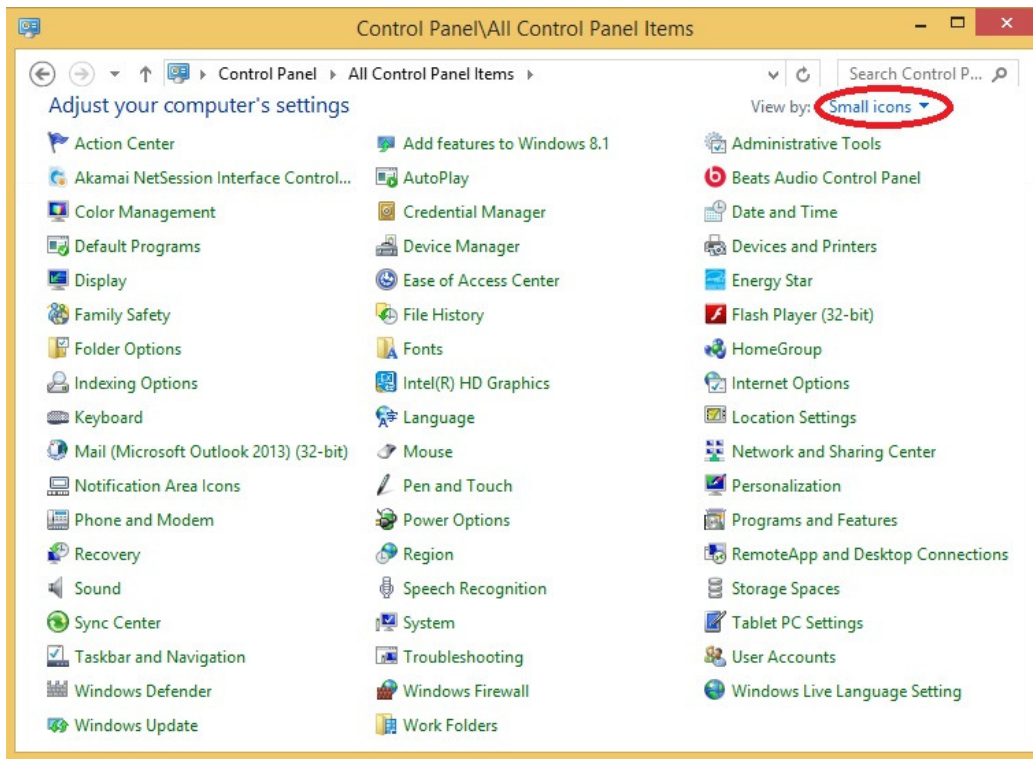 Control Panel\All Control Panel Items
Control Panel All Control Panel Items Search Control P...
Adjust your computer's settings View by: Small icons
Action Center Add features to Windows 8.1 Administrative Tools
Akamai NetSession Interface Control... AutoPlay Beats Audio Control Panel
Color Management Credential Manager Date and Time
Default Programs Device Manager Devices and Printers
Display Ease of Access Center Energy Star
Family Safety File History Flash Player (32-bit)
Folder Options Fonts HomeGroup
Indexing Options Intel(R) HD Graphics Internet Options
Keyboard Language Location Settings
Mail (Microsoft Outlook 2013) (32-bit) Mouse Network and Sharing Center
Notification Area Icons Pen and Touch Personalization
Phone and Modem Power Options Programs and Features
Recovery Region RemoteApp and Desktop Connections
Sound Speech Recognition Storage Spaces
Sync Center System Tablet PC Settings
Taskbar and Navigation Troubleshooting User Accounts
Windows Defender Windows Firewall Windows Live Language Setting
Windows Update Work Folders